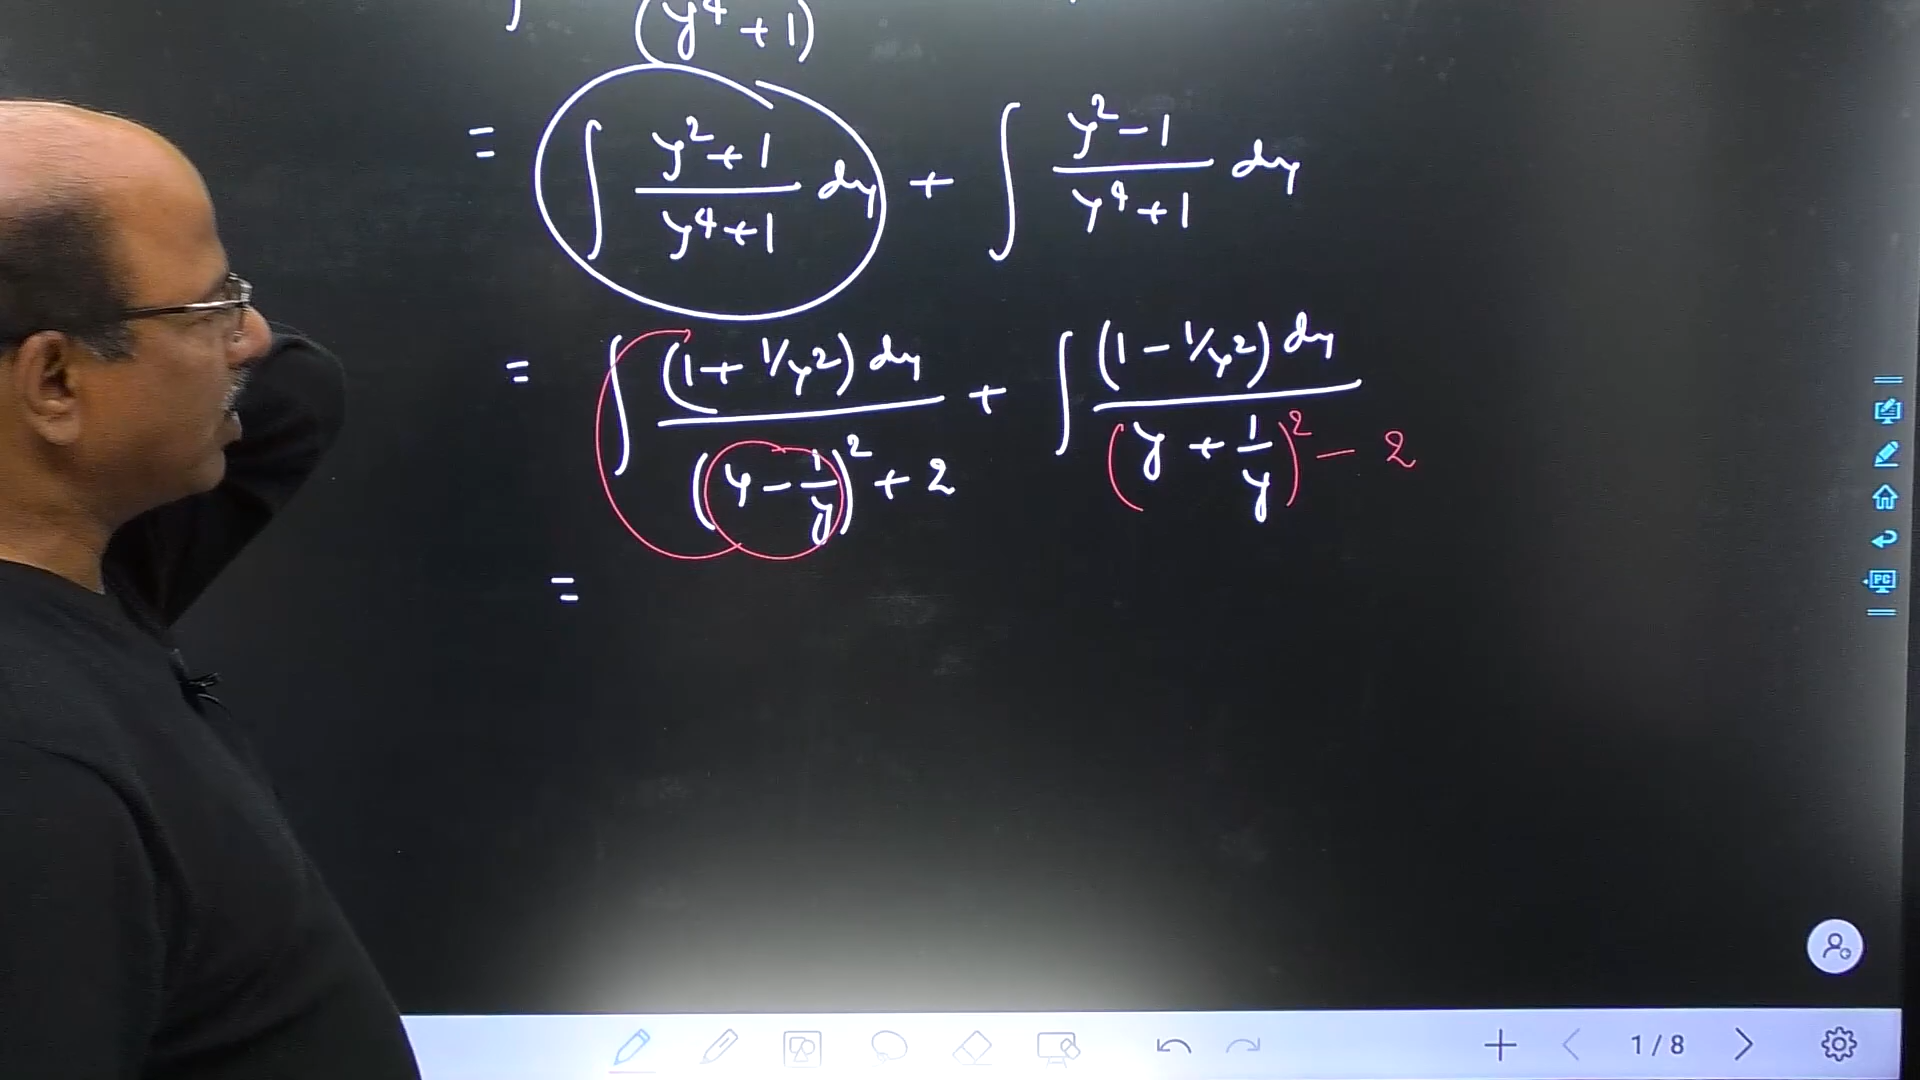 ∫ (y⁴ + 1)
= ∫ (y² + 1)/(y⁴ + 1) dy + ∫ (y² − 1)/(y⁴ + 1) dy
= ∫ (1 + 1/y²) dy / ((y − 1/y)² + 2) + ∫ (1 − 1/y²) dy / ((y + 1/y)² − 2)
=
PC
1 / 8